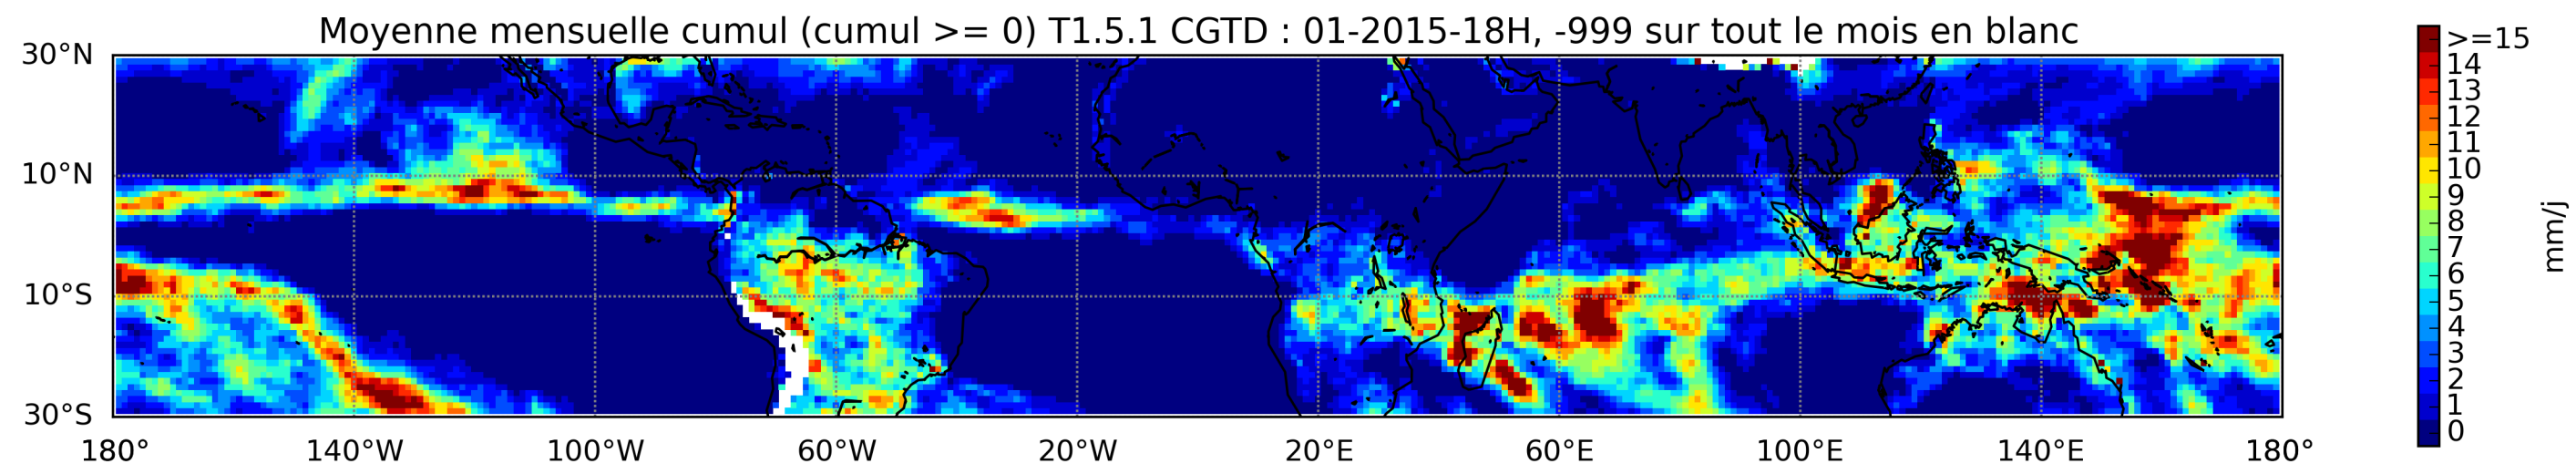 Moyenne mensuelle cumul (cumul >= 0) T1.5.1 CGTD : 01-2015-18H, -999 sur tout le mois en blanc
30°N
10°N
10°S
30°S
180°
140°W
100°W
60°W
20°W
20°E
60°E
100°E
140°E
180°
>=15
14
13
12
11
10
9
8
7
6
5
4
3
2
1
0
mm/j